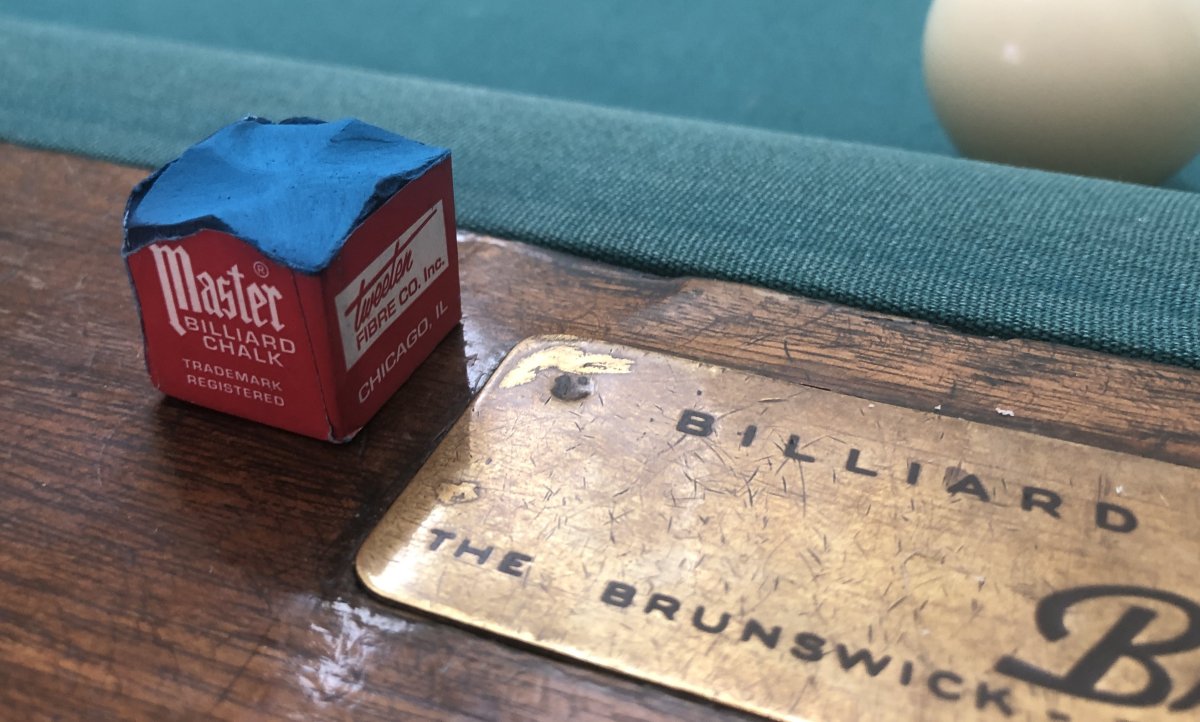 Master®
BILLIARD
CHALK
TRADEMARK
REGISTERED
Tweeten
FIBRE CO. Inc.
CHICAGO, IL
BILLIARD
THE BRUNSWICK